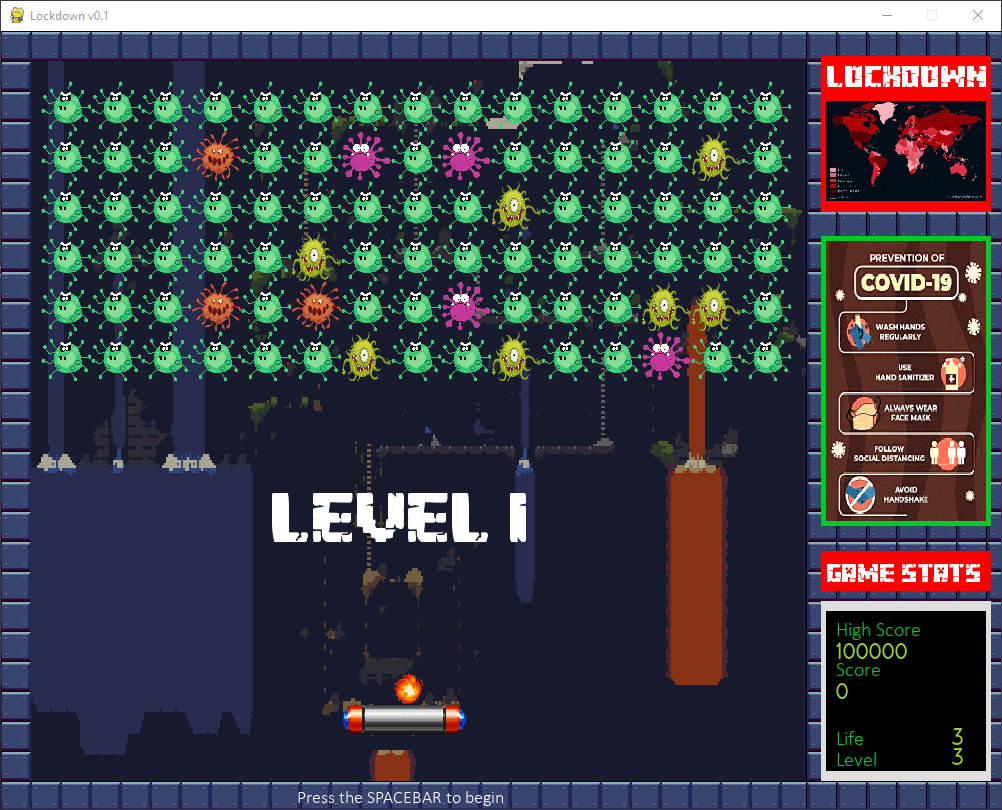 Lockdown v0.1
LOCKDOWN
PREVENTION OF
COVID-19
WASH HANDS
REGULARLY
USE
HAND SANITIZER
ALWAYS WEAR
FACE MASK
FOLLOW
SOCIAL DISTANCING
AVOID
HANDSHAKE
LEVEL 1
GAME STATS
High Score
100000
Score
0
Life 3
Level 3
Press the SPACEBAR to begin